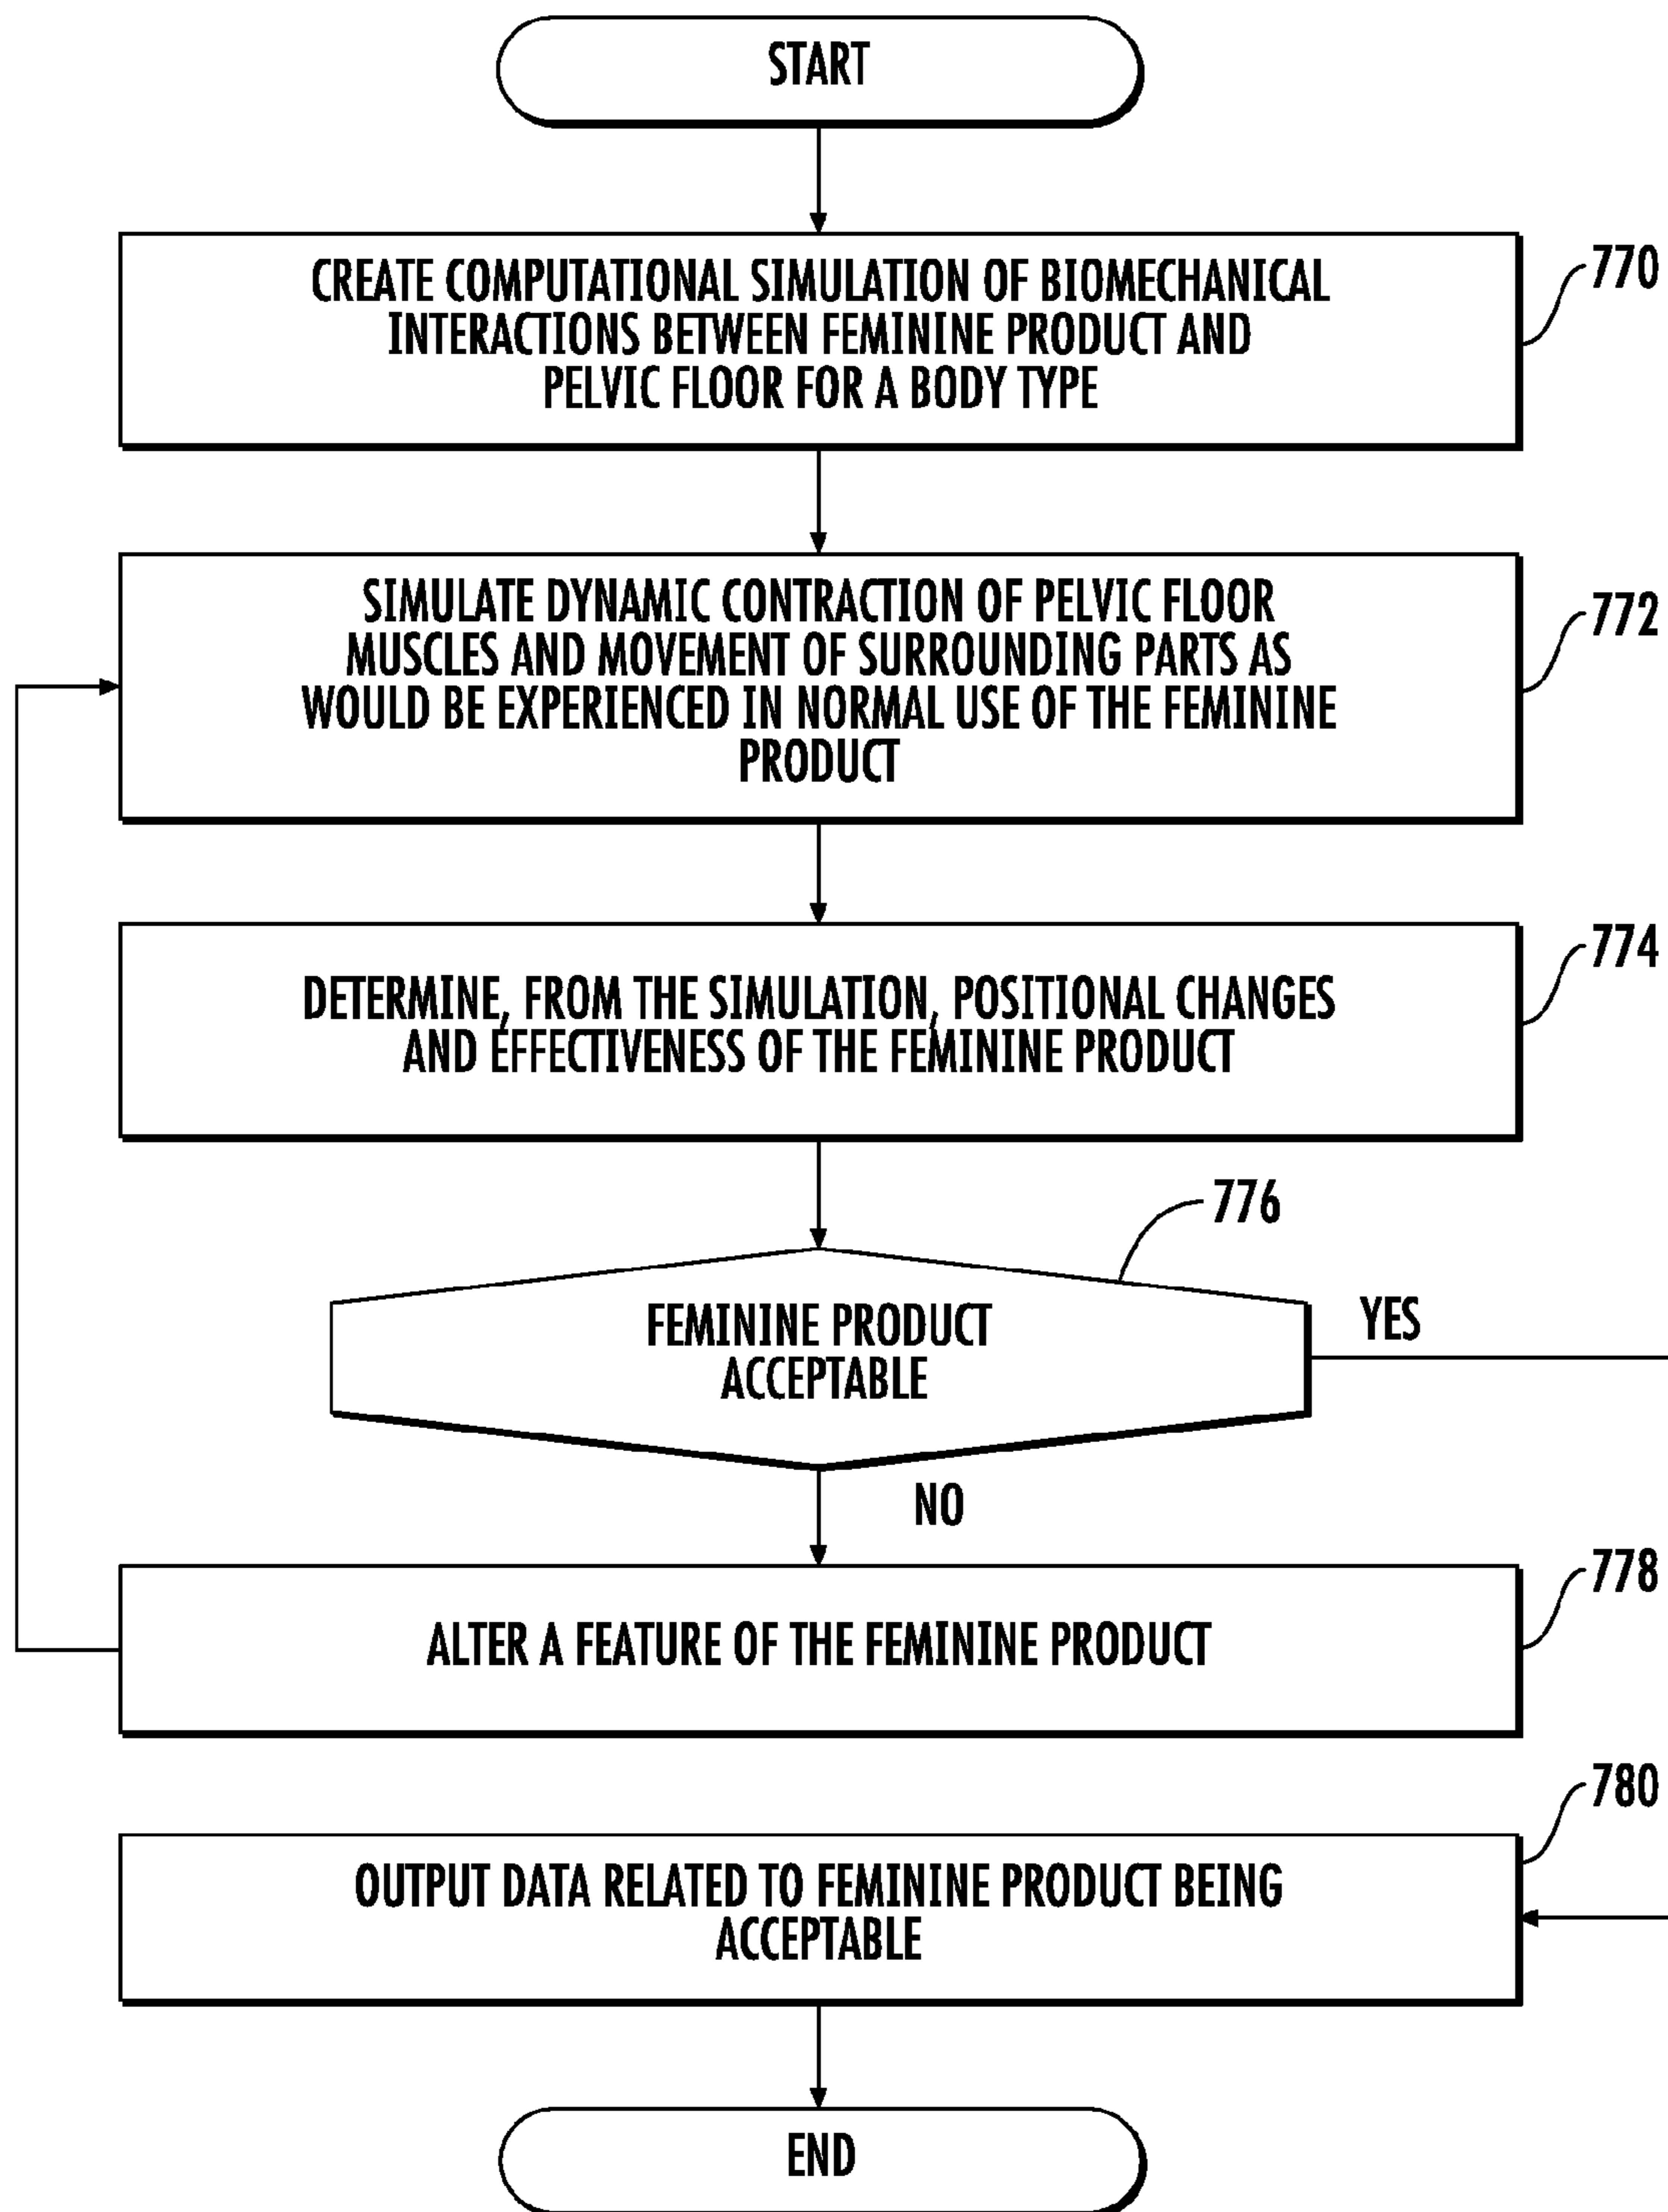 START
CREATE COMPUTATIONAL SIMULATION OF BIOMECHANICAL
INTERACTIONS BETWEEN FEMININE PRODUCT AND
PELVIC FLOOR FOR A BODY TYPE
770
SIMULATE DYNAMIC CONTRACTION OF PELVIC FLOOR
MUSCLES AND MOVEMENT OF SURROUNDING PARTS AS
WOULD BE EXPERIENCED IN NORMAL USE OF THE FEMININE
PRODUCT
772
DETERMINE, FROM THE SIMULATION, POSITIONAL CHANGES
AND EFFECTIVENESS OF THE FEMININE PRODUCT
774
776
FEMININE PRODUCT
ACCEPTABLE
YES
NO
ALTER A FEATURE OF THE FEMININE PRODUCT
778
OUTPUT DATA RELATED TO FEMININE PRODUCT BEING
ACCEPTABLE
780
END